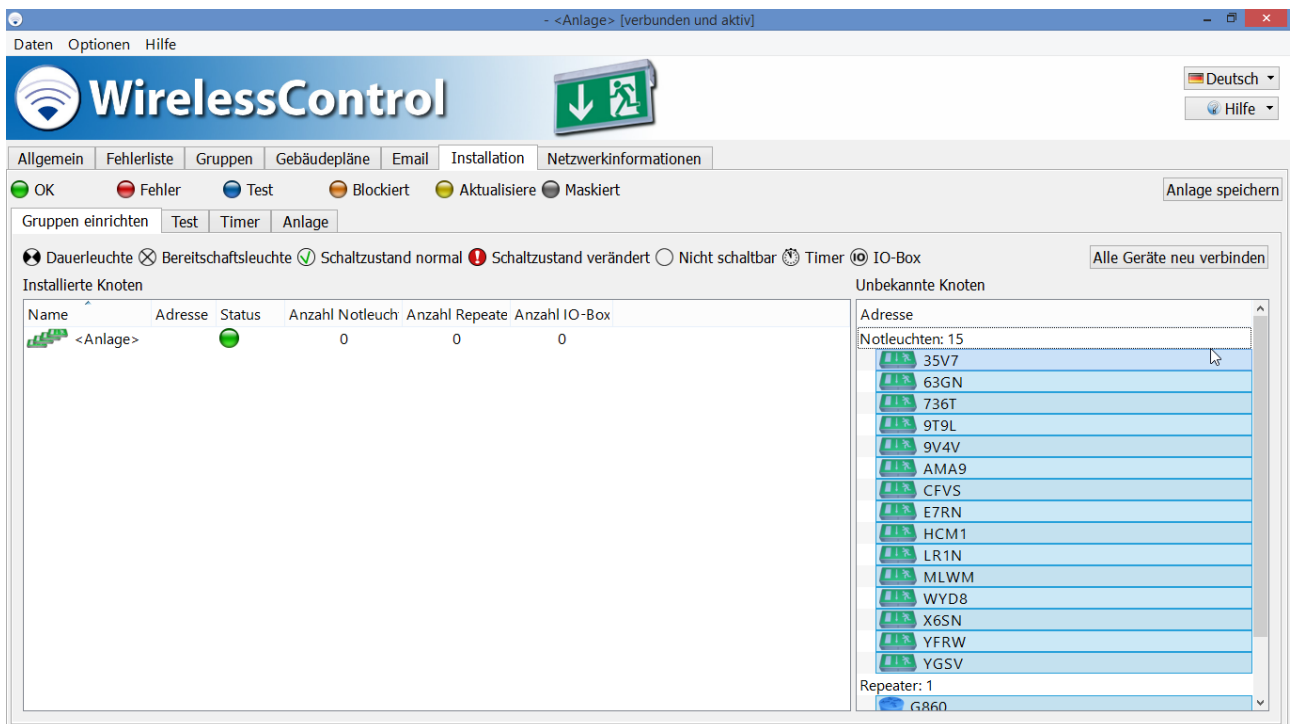 - <Anlage> [verbunden und aktiv]
Daten Optionen Hilfe
WirelessControl
Deutsch
Hilfe
Allgemein Fehlerliste Gruppen Gebäudepläne Email Installation Netzwerkinformationen
OK Fehler Test Blockiert Aktualisiere Maskiert Anlage speichern
Gruppen einrichten Test Timer Anlage
Dauerleuchte Bereitschaftsleuchte Schaltzustand normal Schaltzustand verändert Nicht schaltbar Timer IO IO-Box Alle Geräte neu verbinden
Installierte Knoten Unbekannte Knoten
Name Adresse Status Anzahl Notleuch Anzahl Repeate Anzahl IO-Box Adresse
<Anlage> 0 0 0 Notleuchten: 15
35V7
63GN
736T
9T9L
9V4V
AMA9
CFVS
E7RN
HCM1
LR1N
MLWM
WYD8
X6SN
YFRW
YGSV
Repeater: 1
G860